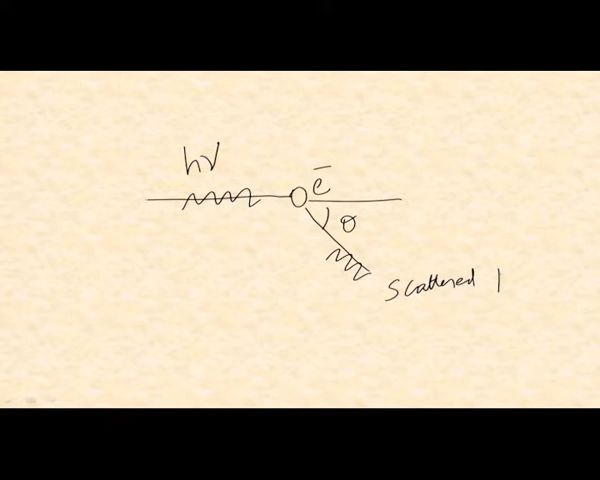 hν
e̅
θ
scattered